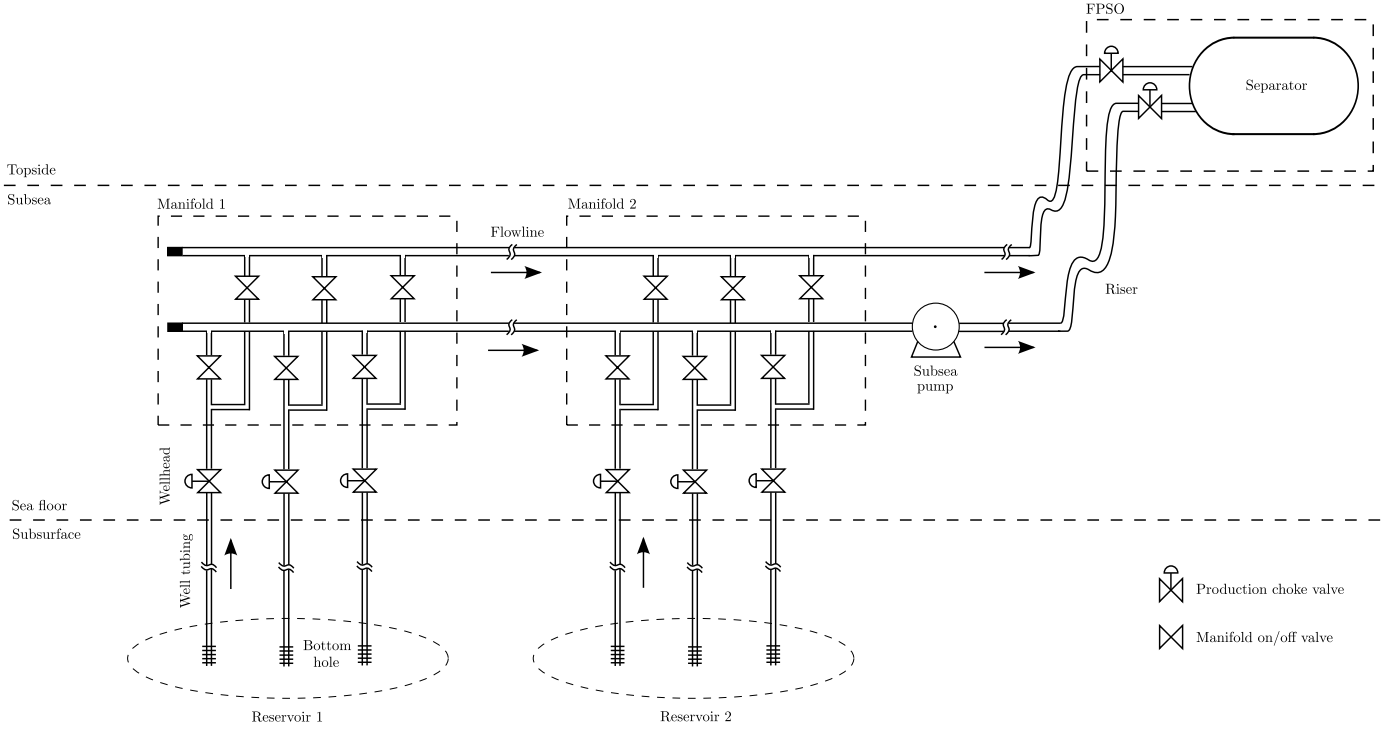 FPSO
Separator
Topside
Subsea
Manifold 1
Manifold 2
Flowline
Riser
Subsea
pump
Wellhead
Sea floor
Subsurface
Well tubing
Production choke valve
Manifold on/off valve
Bottom
hole
Reservoir 1
Reservoir 2